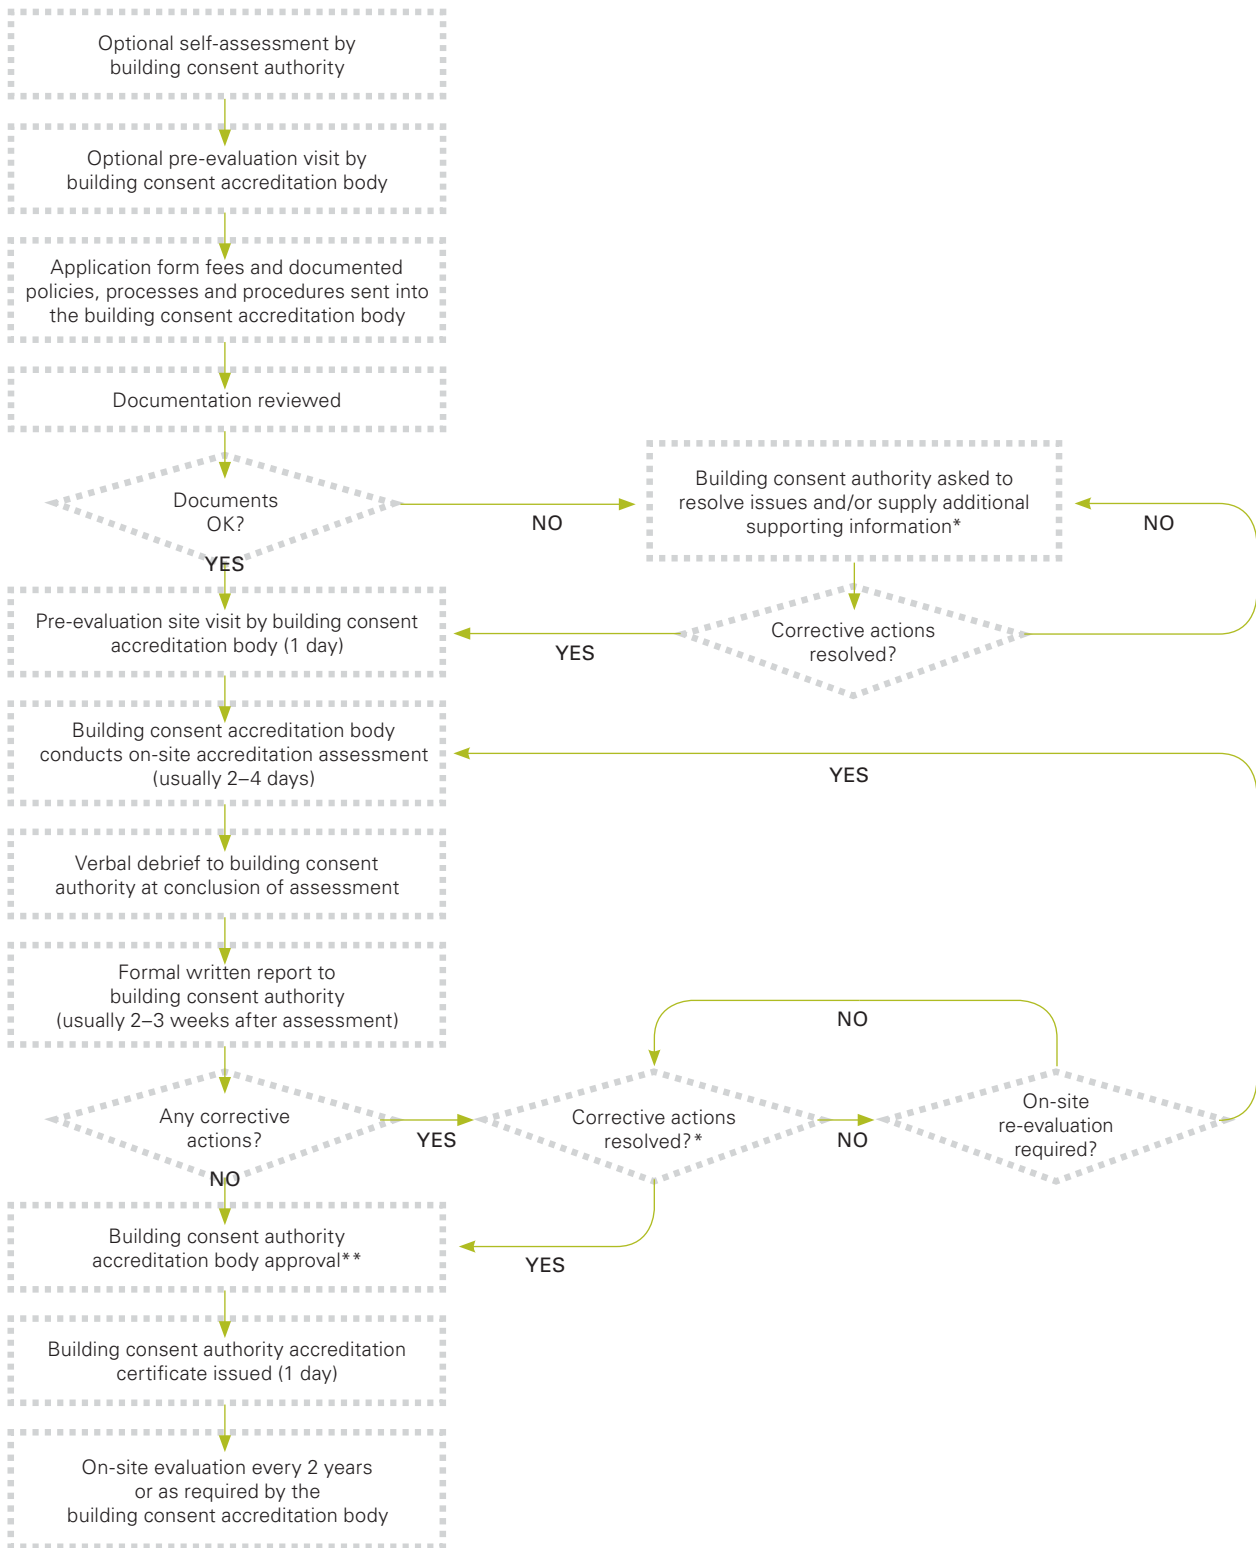 Optional self-assessment by
building consent authority
Optional pre-evaluation visit by
building consent accreditation body
Application form fees and documented
policies, processes and procedures sent into
the building consent accreditation body
Documentation reviewed
Documents
OK?
NO
YES
Building consent authority asked to
resolve issues and/or supply additional
supporting information*
NO
Pre-evaluation site visit by building consent
accreditation body (1 day)
YES
Corrective actions
resolved?
Building consent accreditation body
conducts on-site accreditation assessment
(usually 2–4 days)
YES
Verbal debrief to building consent
authority at conclusion of assessment
Formal written report to
building consent authority
(usually 2–3 weeks after assessment)
NO
Any corrective
actions?
YES
NO
Corrective actions
resolved?*
NO
On-site
re-evaluation
required?
Building consent authority
accreditation body approval**
YES
Building consent authority accreditation
certificate issued (1 day)
On-site evaluation every 2 years
or as required by the
building consent accreditation body